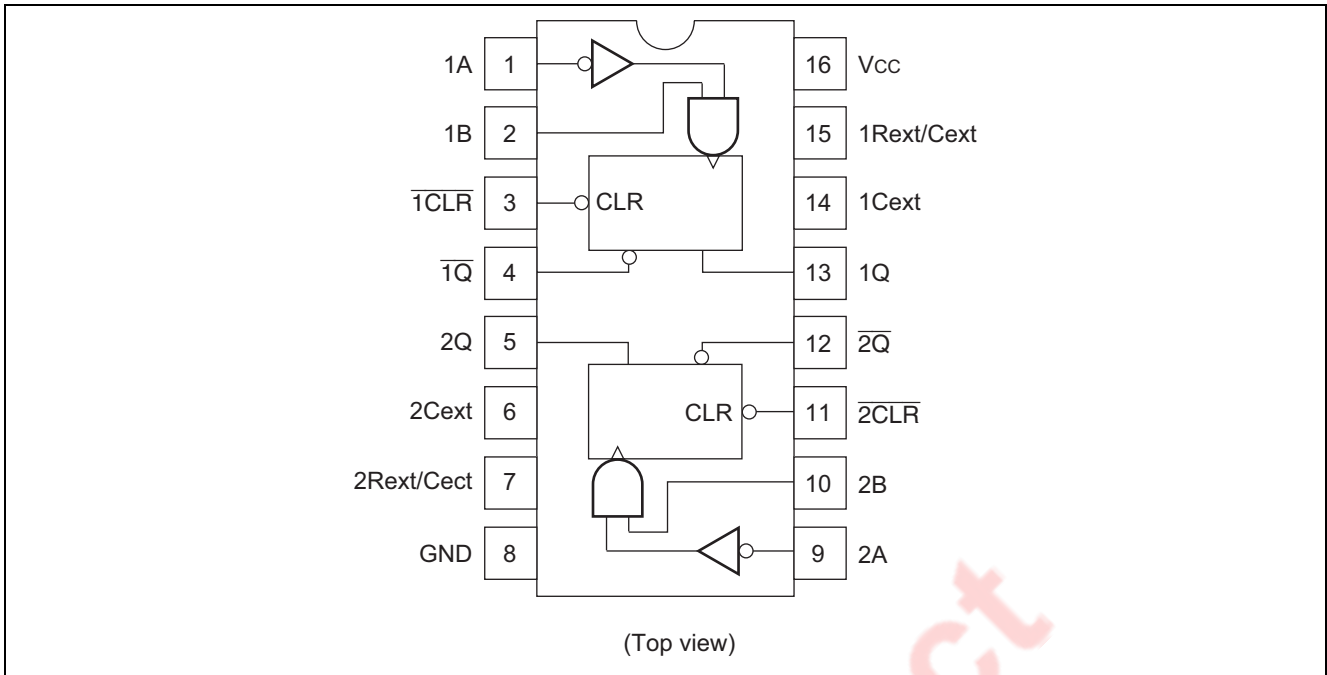 1A 1 16 Vcc
1B 2 15 1Rext/Cext
1CLR 3 CLR 14 1Cext
1Q 4 13 1Q
2Q 5 12 2Q
2Cext 6 CLR 11 2CLR
2Rext/Cect 7 10 2B
GND 8 9 2A
(Top view)
ct